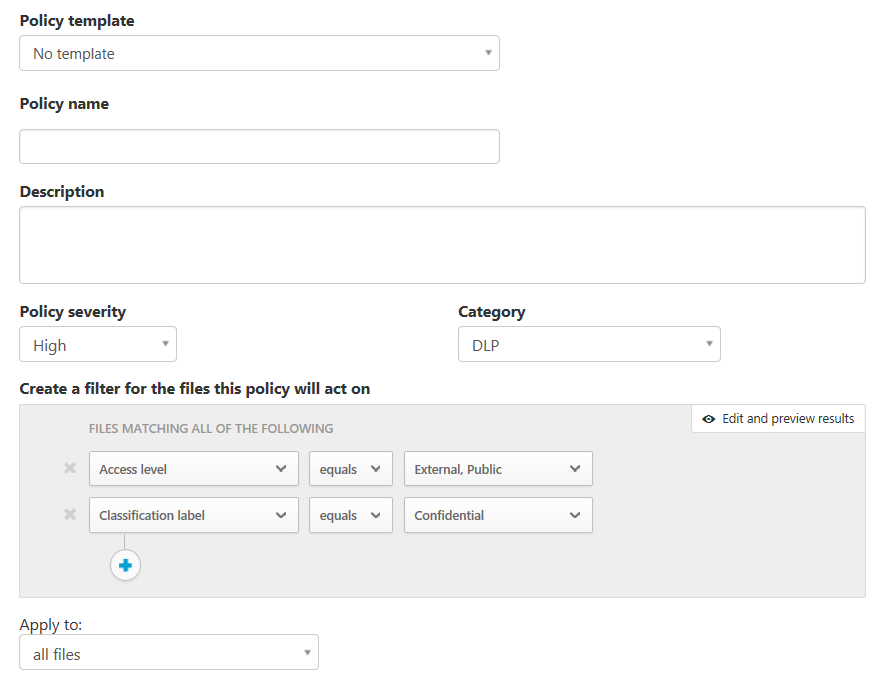 Policy template
No template
Policy name
Description
Policy severity
Category
High
DLP
Create a filter for the files this policy will act on
Edit and preview results
FILES MATCHING ALL OF THE FOLLOWING
Access level equals External, Public
Classification label equals Confidential
Apply to:
all files